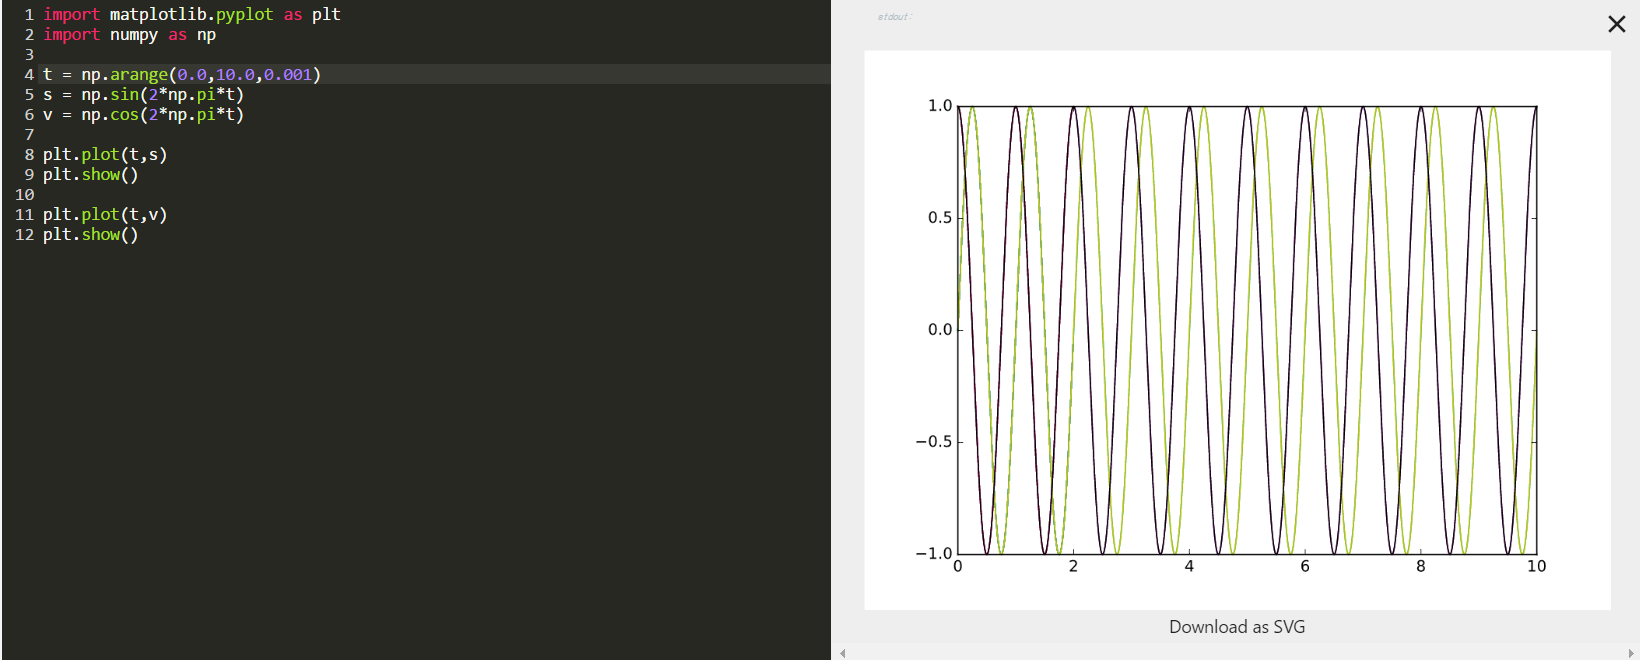 1 import matplotlib.pyplot as plt
2 import numpy as np
3
4 t = np.arange(0.0,10.0,0.001)
5 s = np.sin(2*np.pi*t)
6 v = np.cos(2*np.pi*t)
7
8 plt.plot(t,s)
9 plt.show()
10
11 plt.plot(t,v)
12 plt.show()
stdout:
1.0
0.5
0.0
−0.5
−1.0
0 2 4 6 8 10
Download as SVG